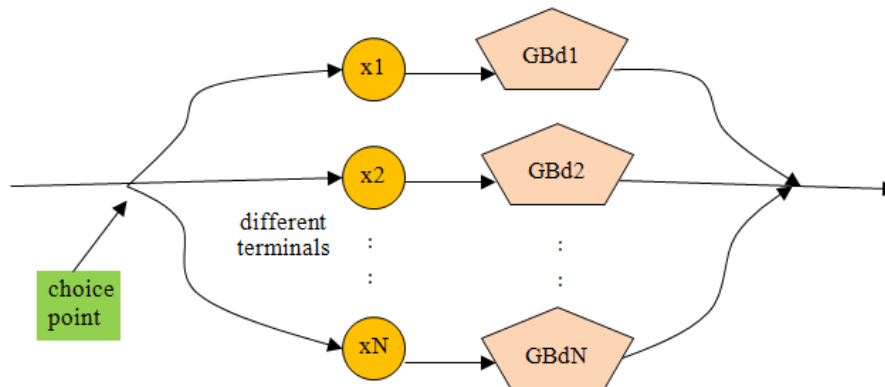 x1
GBd1
x2
GBd2
different
terminals
:
:
:
:
choice
point
xN
GBdN